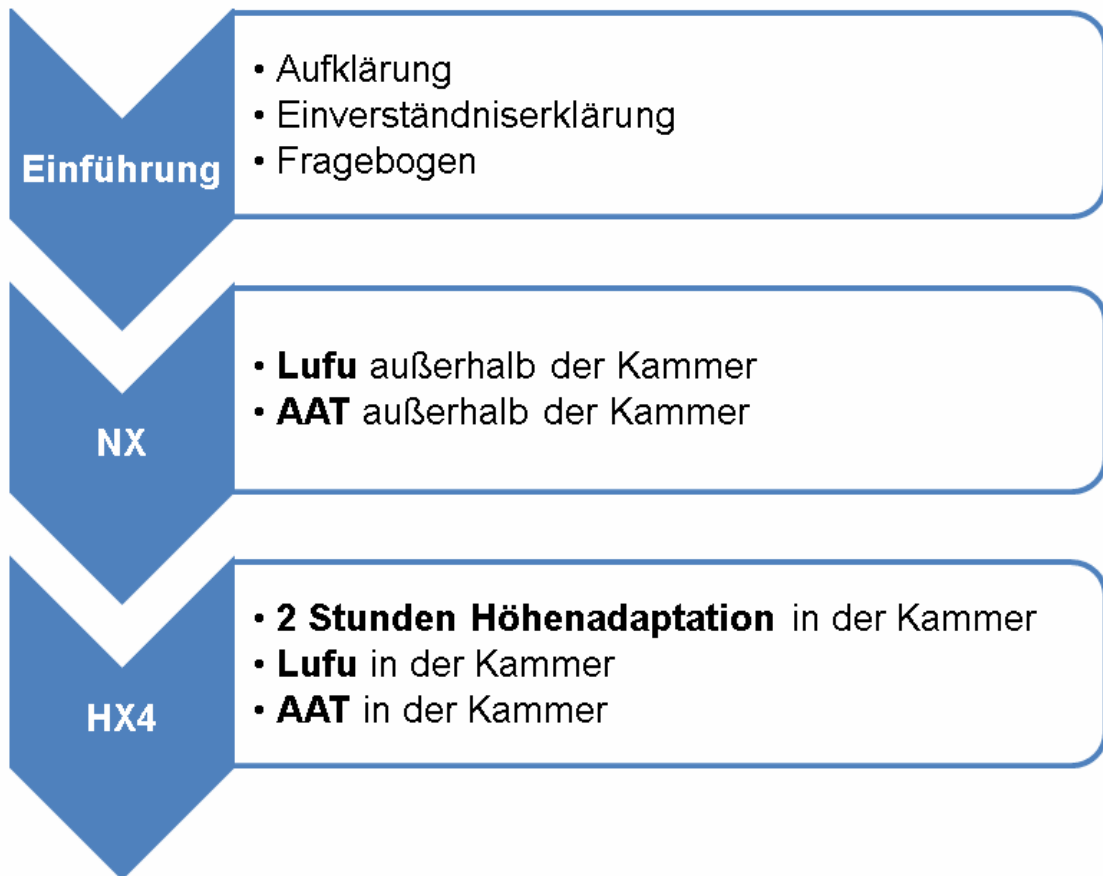 Einführung
• Aufklärung
• Einverständniserklärung
• Fragebogen
NX
• Lufu außerhalb der Kammer
• AAT außerhalb der Kammer
HX4
• 2 Stunden Höhenadaptation in der Kammer
• Lufu in der Kammer
• AAT in der Kammer